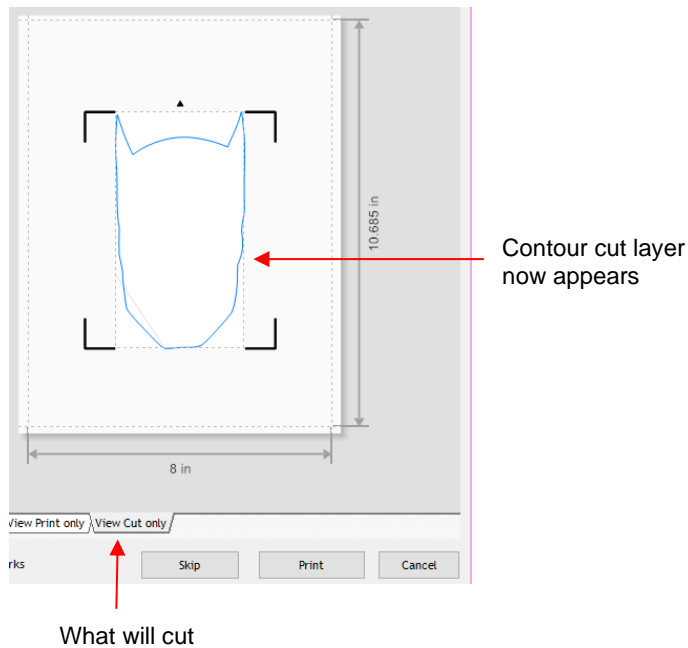 10.685 in
Contour cut layer
now appears
8 in
View Print only View Cut only
rks Skip Print Cancel
What will cut